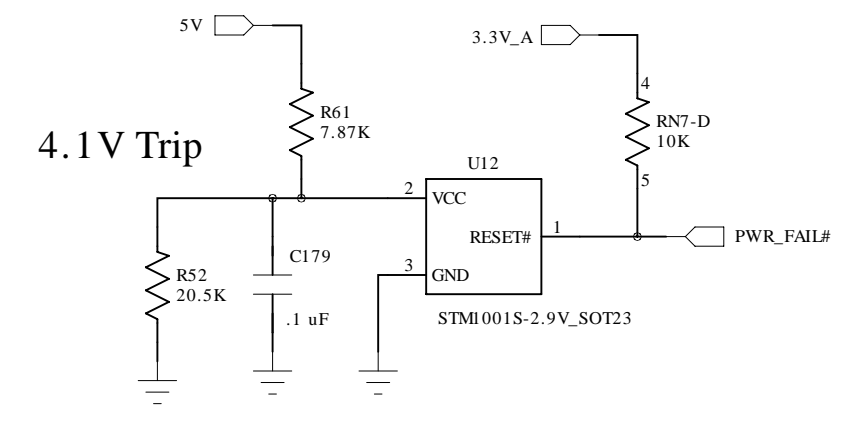 5V
3.3V_A
4
R61
7.87K
RN7-D
10K
4.1V Trip
U12
5
2
VCC
RESET#
1
PWR_FAIL#
C179
3
GND
R52
20.5K
.1 uF
STM1001S-2.9V_SOT23